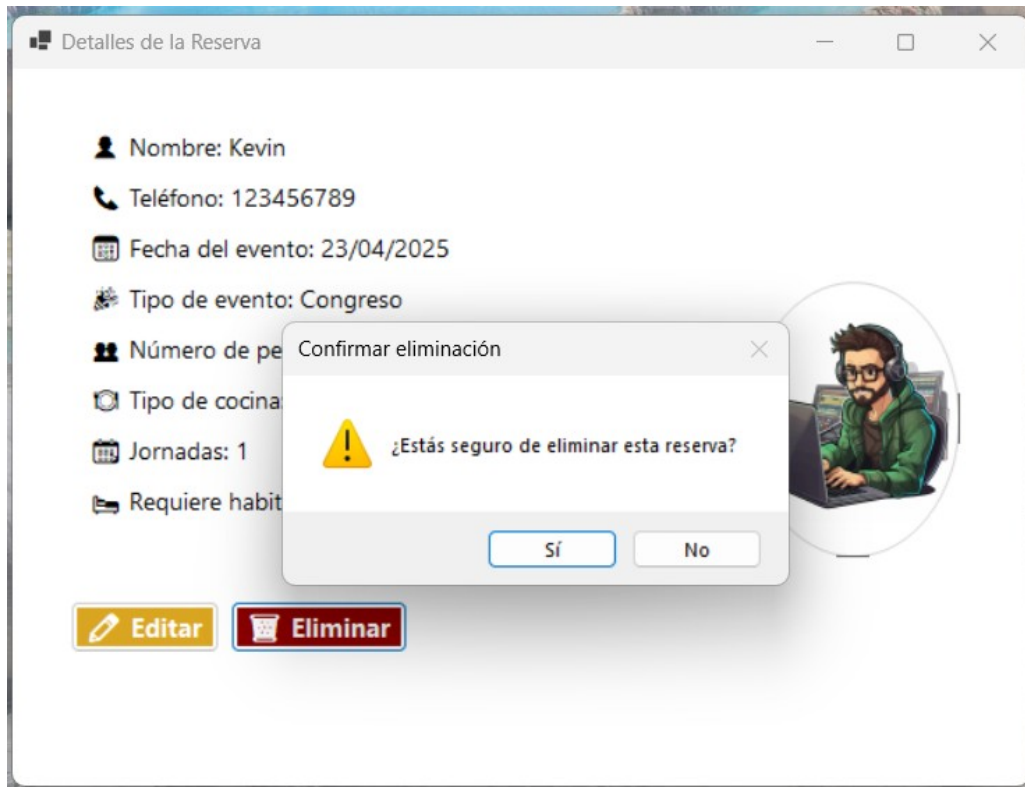 Detalles de la Reserva
Nombre: Kevin
Teléfono: 123456789
Fecha del evento: 23/04/2025
Tipo de evento: Congreso
Número de pe
Confirmar eliminación
Tipo de cocina:
¿Estás seguro de eliminar esta reserva?
Jornadas: 1
Requiere habit
Sí No
Editar Eliminar